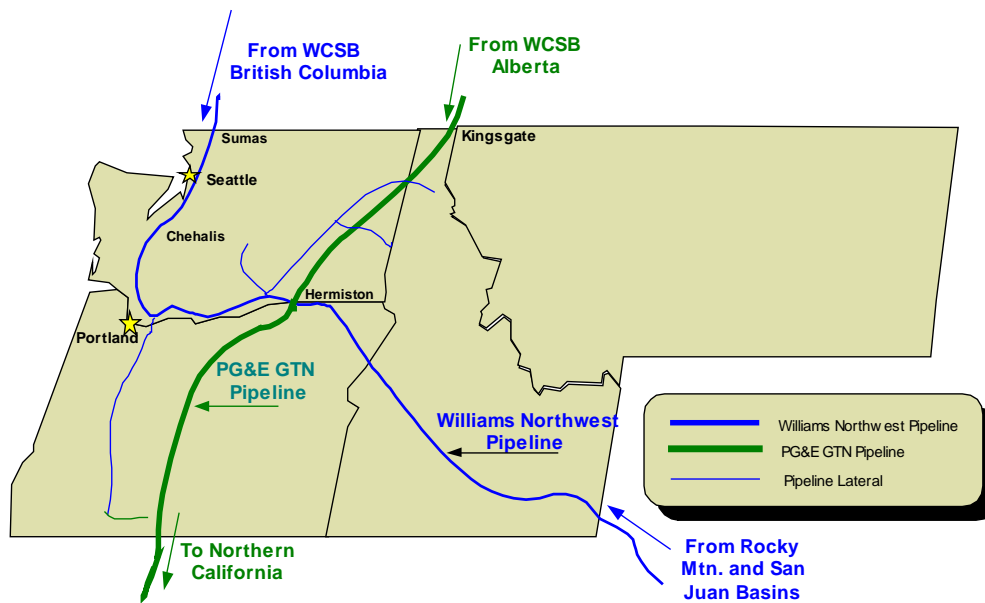 From WCSB
British Columbia
From WCSB
Alberta
Sumas
Kingsgate
Seattle
Chehalis
Hermiston
Portland
PG&E GTN
Pipeline
Williams Northwest
Pipeline
Williams Northwest Pipeline
PG&E GTN Pipeline
Pipeline Lateral
To Northern
California
From Rocky
Mtn. and San
Juan Basins